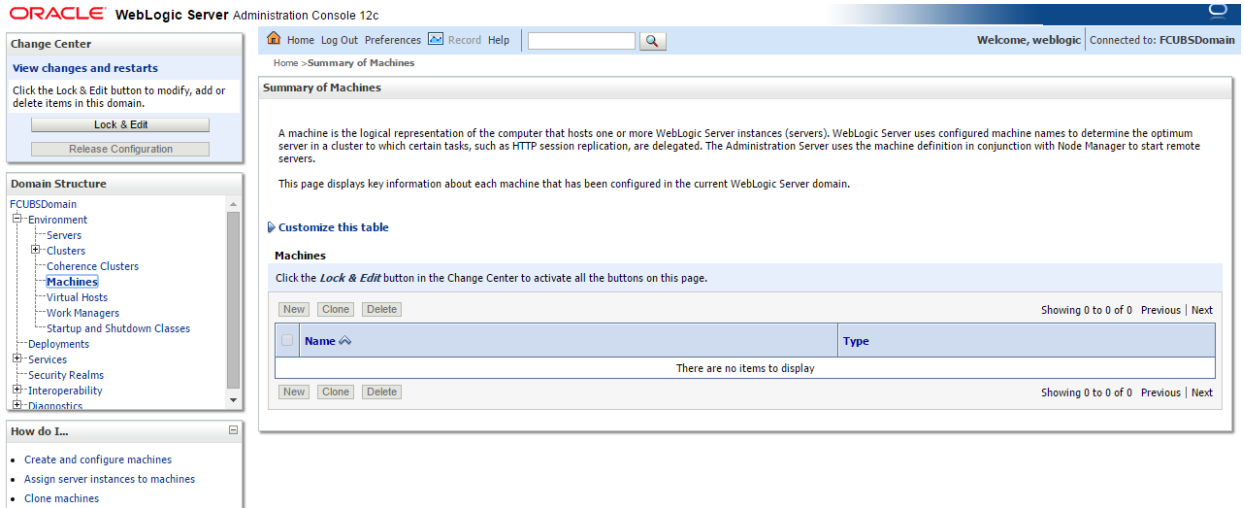 ORACLE WebLogic Server Administration Console 12c
Change Center
View changes and restarts
Click the Lock & Edit button to modify, add or
delete items in this domain.
Lock & Edit
Release Configuration
Domain Structure
FCUBSDomain
Environment
Servers
Clusters
Coherence Clusters
Machines
Virtual Hosts
Work Managers
Startup and Shutdown Classes
Deployments
Services
Security Realms
Interoperability
Diagnostics
How do I...
Create and configure machines
Assign server instances to machines
Clone machines
Home Log Out Preferences Record Help
Welcome, weblogic Connected to: FCUBSDomain
Home >Summary of Machines
Summary of Machines
A machine is the logical representation of the computer that hosts one or more WebLogic Server instances (servers). WebLogic Server uses configured machine names to determine the optimum
server in a cluster to which certain tasks, such as HTTP session replication, are delegated. The Administration Server uses the machine definition in conjunction with Node Manager to start remote
servers.
This page displays key information about each machine that has been configured in the current WebLogic Server domain.
Customize this table
Machines
Click the Lock & Edit button in the Change Center to activate all the buttons on this page.
New Clone Delete Showing 0 to 0 of 0 Previous | Next
Name Type
There are no items to display
New Clone Delete Showing 0 to 0 of 0 Previous | Next